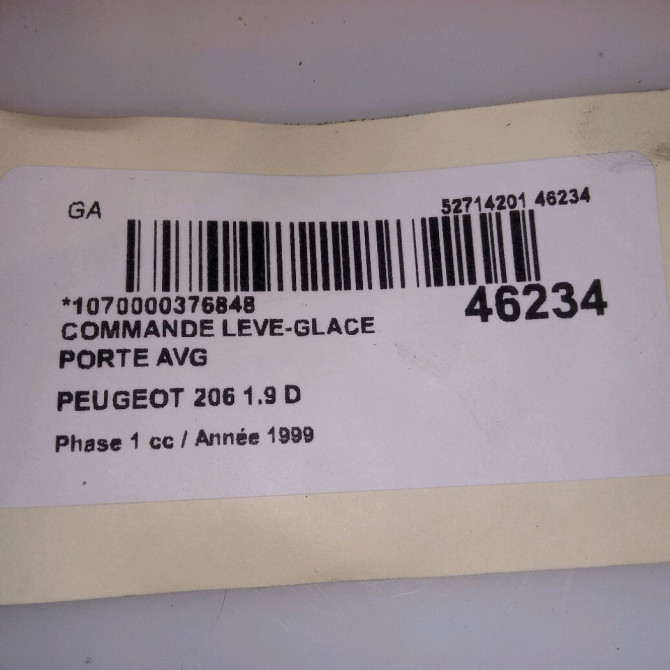 GA
52714201 46234
*1070000376848
46234
COMMANDE LEVE-GLACE
PORTE AVG
PEUGEOT 206 1.9 D
Phase 1 cc / Année 1999